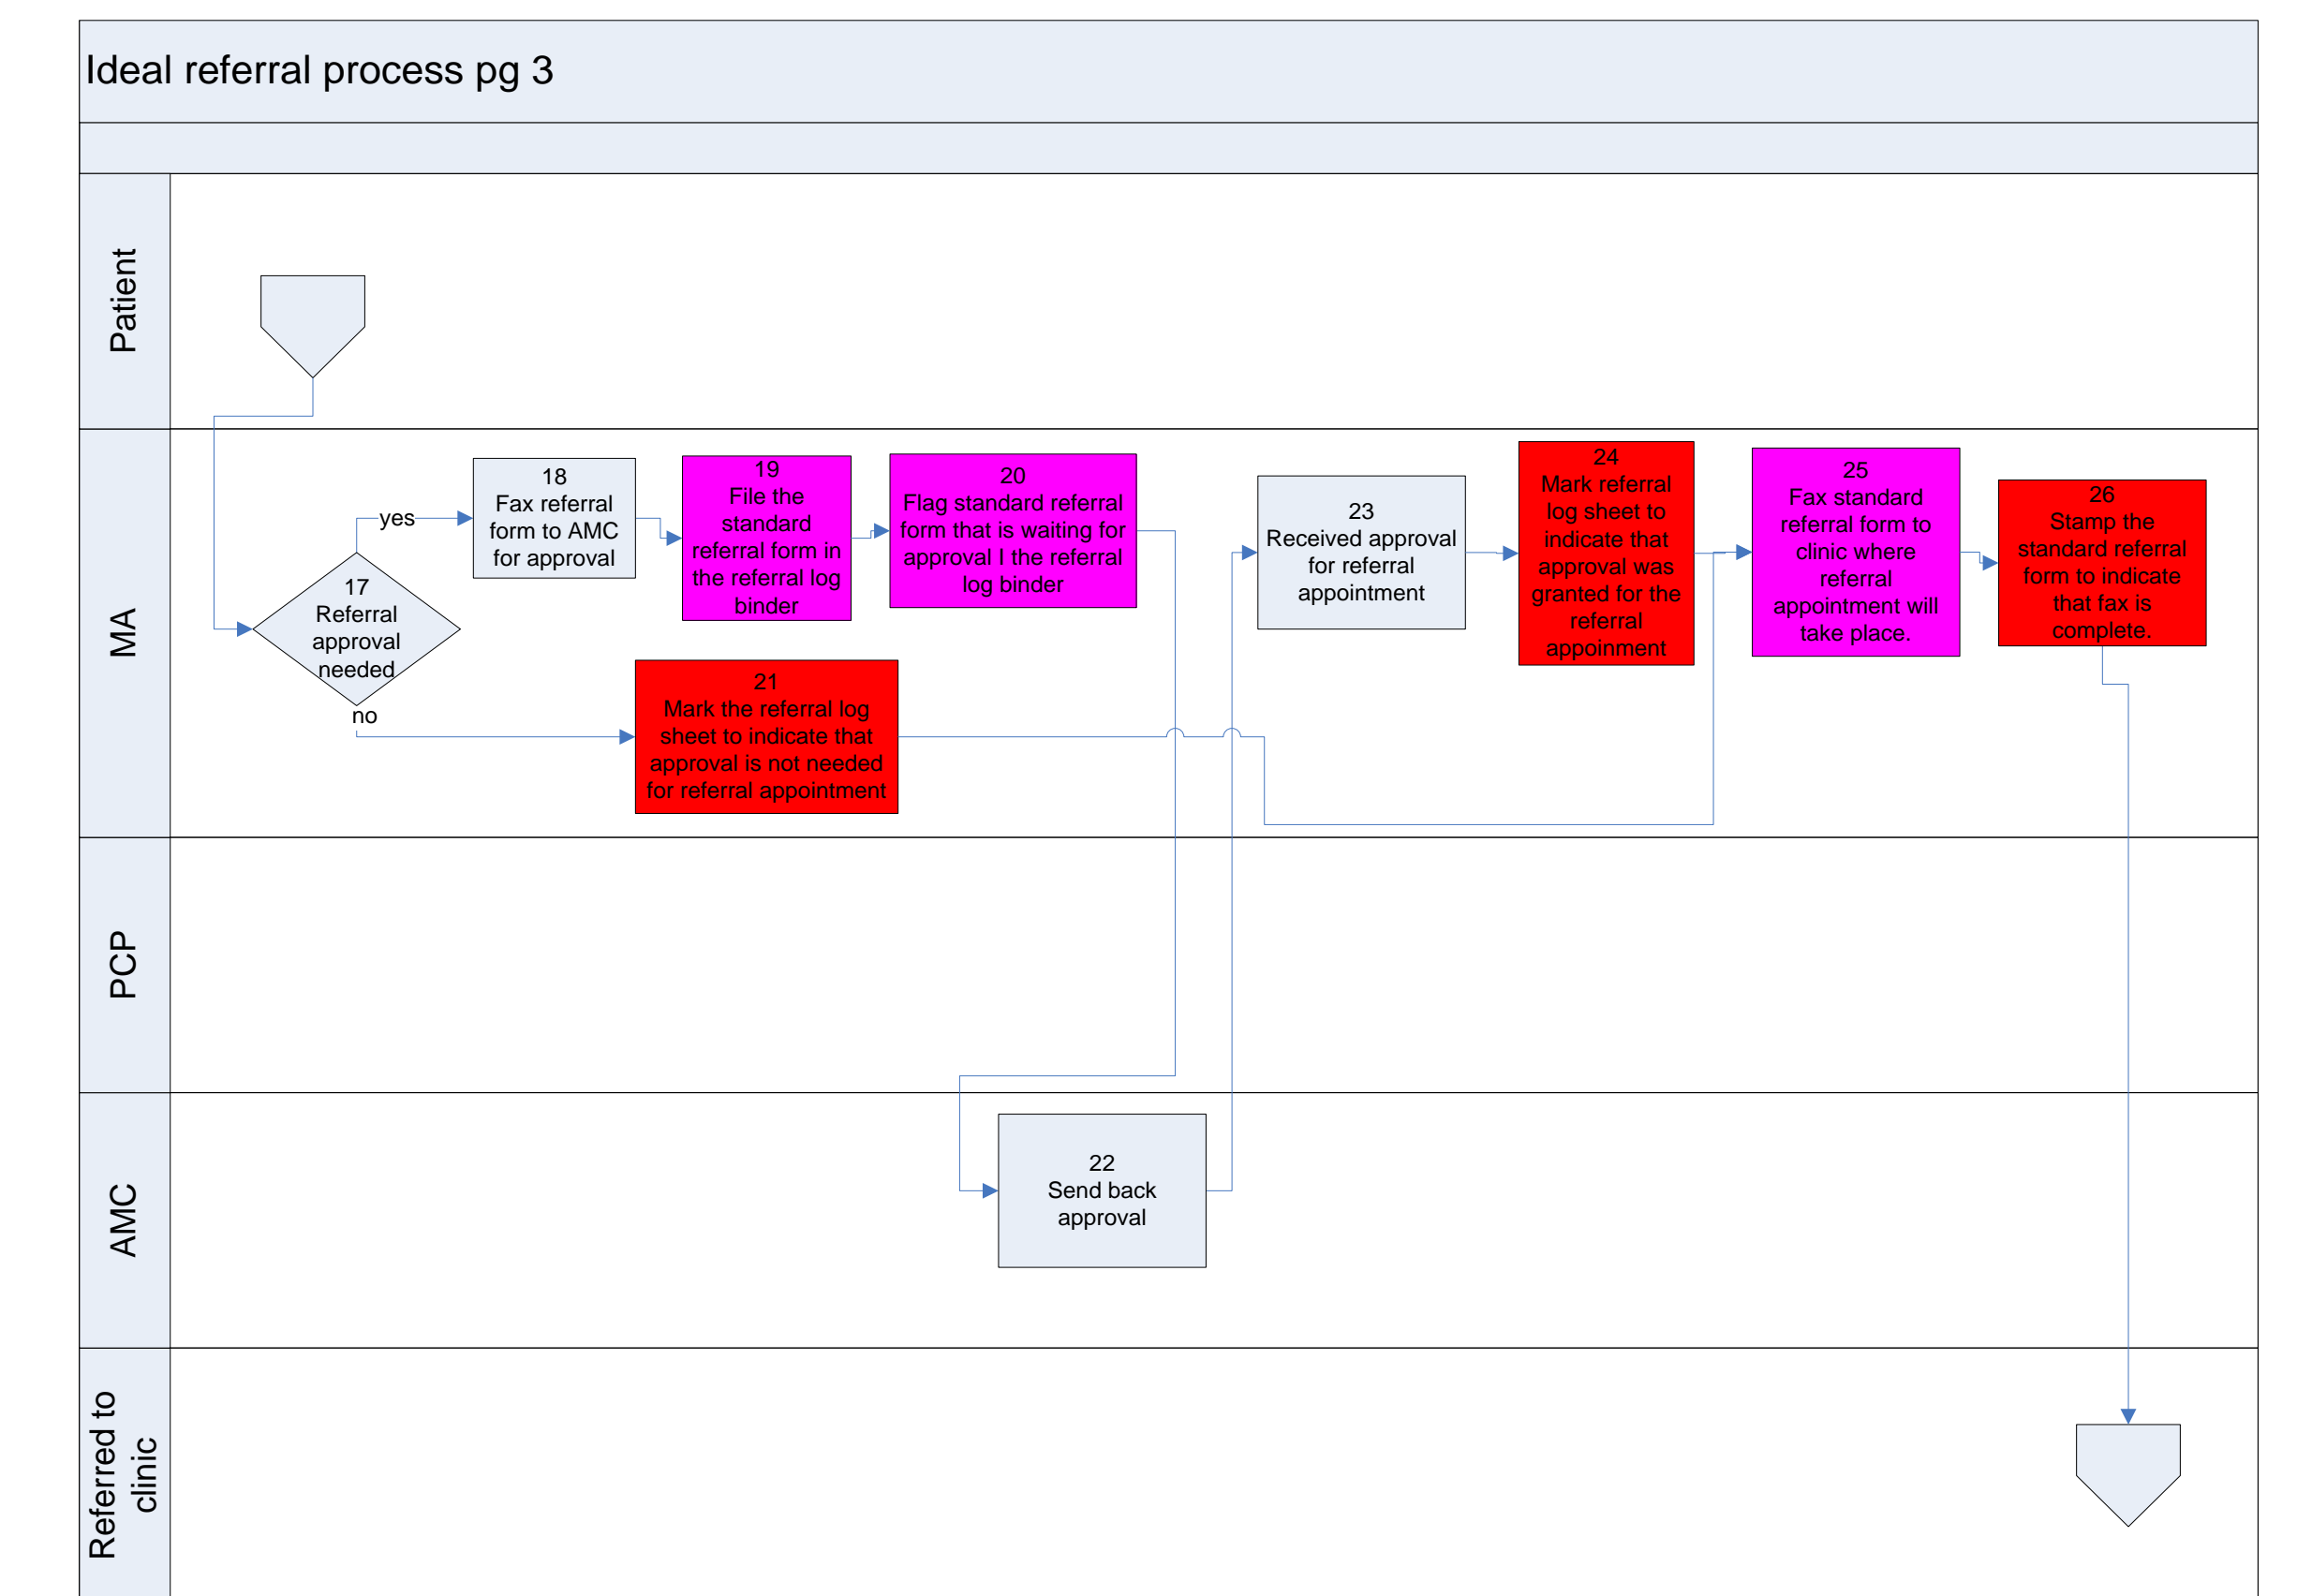 Ideal referral process pg 3
Patient
MA
PCP
AMC
Referred to
clinic
17
Referral
approval
needed
yes
no
18
Fax referral
form to AMC
for approval
19
File the
standard
referral form in
the referral log
binder
20
Flag standard referral
form that is waiting for
approval I the referral
log binder
21
Mark the referral log
sheet to indicate that
approval is not needed
for referral appointment
22
Send back
approval
23
Received approval
for referral
appointment
24
Mark referral
log sheet to
indicate that
approval was
granted for the
referral
appoinment
25
Fax standard
referral form to
clinic where
referral
appointment will
take place.
26
Stamp the
standard referral
form to indicate
that fax is
complete.